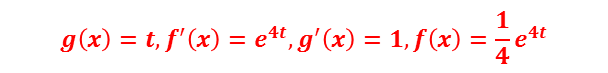 g(x) = t, f'(x) = e^{4t}, g'(x) = 1, f(x) = \frac{1}{4}e^{4t}